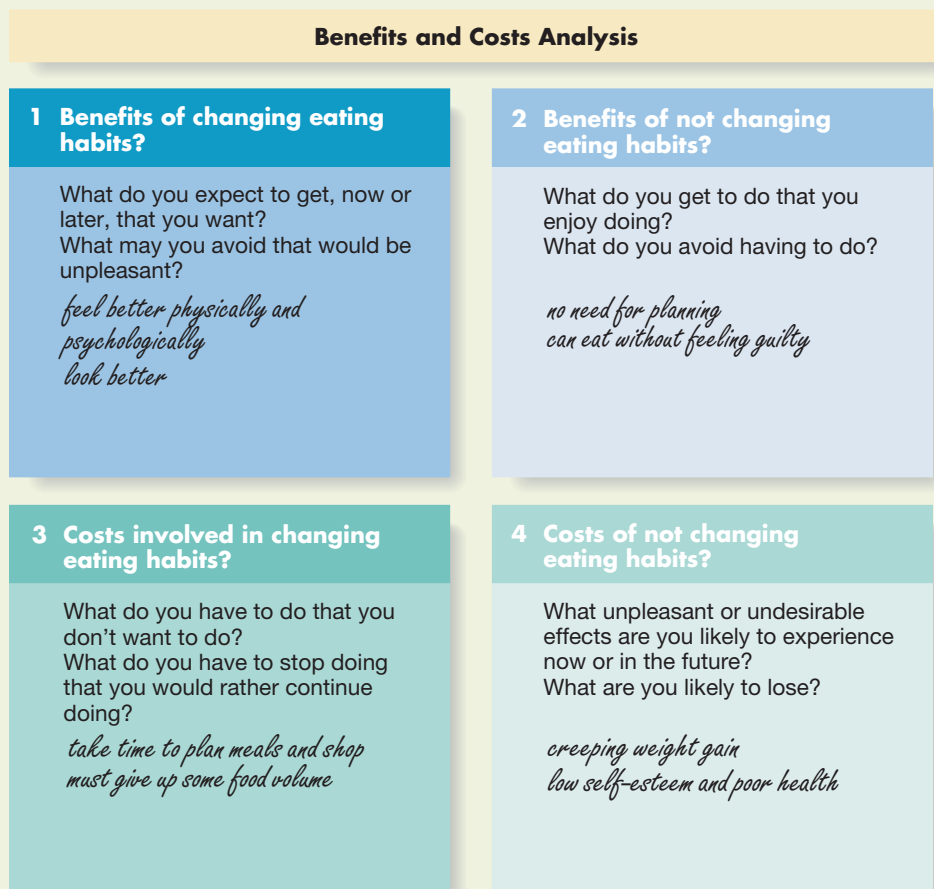 Benefits and Costs Analysis
1 Benefits of changing eating
habits?
What do you expect to get, now or
later, that you want?
What may you avoid that would be
unpleasant?
feel better physically and
psychologically
look better
2 Benefits of not changing
eating habits?
What do you get to do that you
enjoy doing?
What do you avoid having to do?
no need for planning
can eat without feeling guilty
3 Costs involved in changing
eating habits?
What do you have to do that you
don't want to do?
What do you have to stop doing
that you would rather continue
doing?
take time to plan meals and shop
must give up some food volume
4 Costs of not changing
eating habits?
What unpleasant or undesirable
effects are you likely to experience
now or in the future?
What are you likely to lose?
creeping weight gain
low self-esteem and poor health